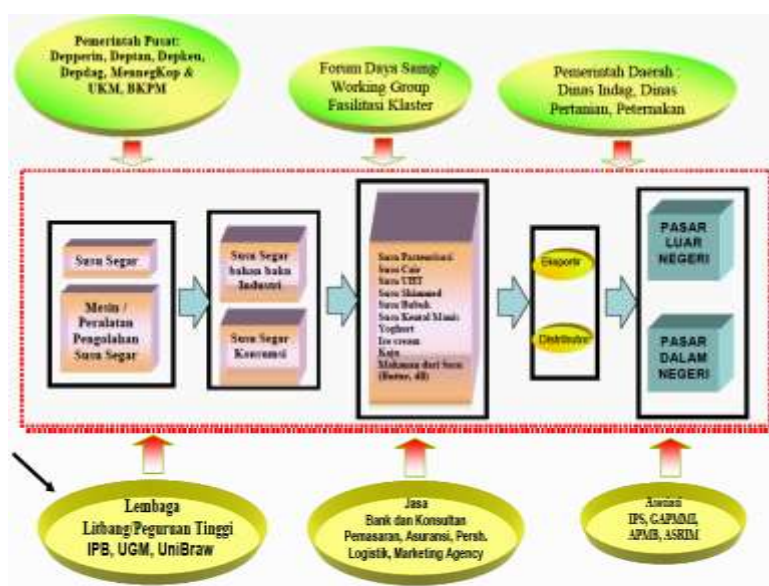 Pemerintah Pusat:
Depperin, Deptan, Depkeu,
Depdag, MennegKop &
UKM, BKPM
Forum Daya Saing/
Working Group
Fasilitasi Klaster
Pemerintah Daerah :
Dinas Indag, Dinas
Pertanian, Peternakan
Susu Segar
Mesin /
Peralatan
Pengolahan
Susu Segar
Susu Segar
bahan baku
Industri
Susu Segar
Konsumsi
Susu Pasteurisasi
Susu Cair
Susu UHT
Susu Skimmed
Susu Bubuk
Susu Kental Manis
Yoghurt
Ice cream
Keju
Makanan dari Susu
(Butter, dll)
Eksportir
Distributor
PASAR
LUAR
NEGERI
PASAR
DALAM
NEGERI
Lembaga
Litbang/Peguruan Tinggi
IPB, UGM, UniBraw
Jasa
Bank dan Konsultan
Pemasaran, Asuransi, Persh.
Logistik, Marketing Agency
Asosiasi
IPS, GAPMMI,
APMB, ASRIM